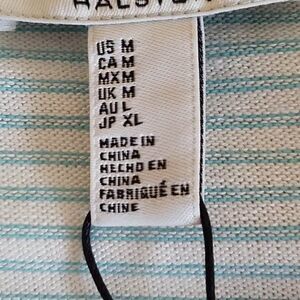 US M
CA M
MX M
UK M
AU L
JP XL
MADE IN
CHINA
HECHO EN
CHINA
FABRIQUÉ EN
CHINE